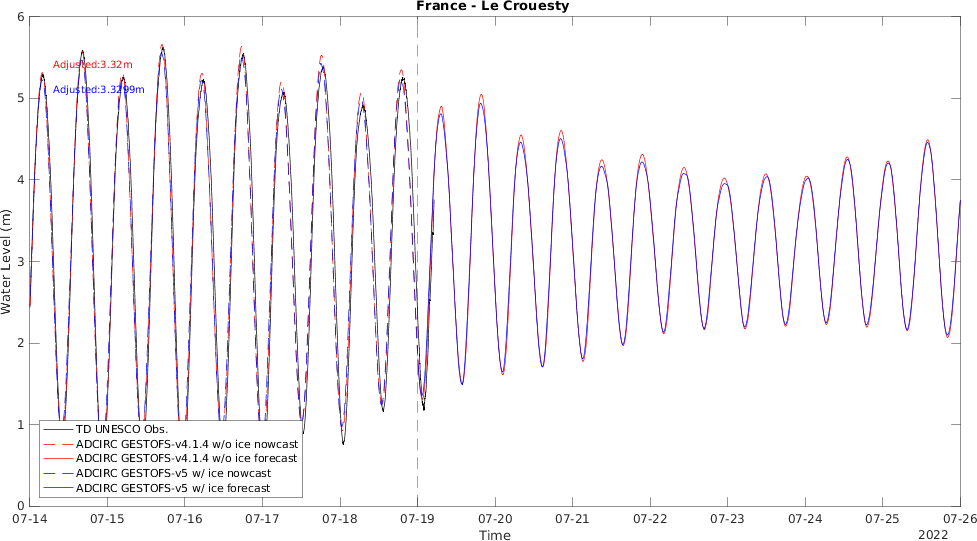 France - Le Crouesty
6
5
4
3
2
1
0
Water Level (m)
Adjusted:3.32m
Adjusted:3.3299m
TD UNESCO Obs.
ADCIRC GESTOFS-v4.1.4 w/o ice nowcast
ADCIRC GESTOFS-v4.1.4 w/o ice forecast
ADCIRC GESTOFS-v5 w/ ice nowcast
ADCIRC GESTOFS-v5 w/ ice forecast
07-14 07-15 07-16 07-17 07-18 07-19 07-20 07-21 07-22 07-23 07-24 07-25 07-26
Time
2022